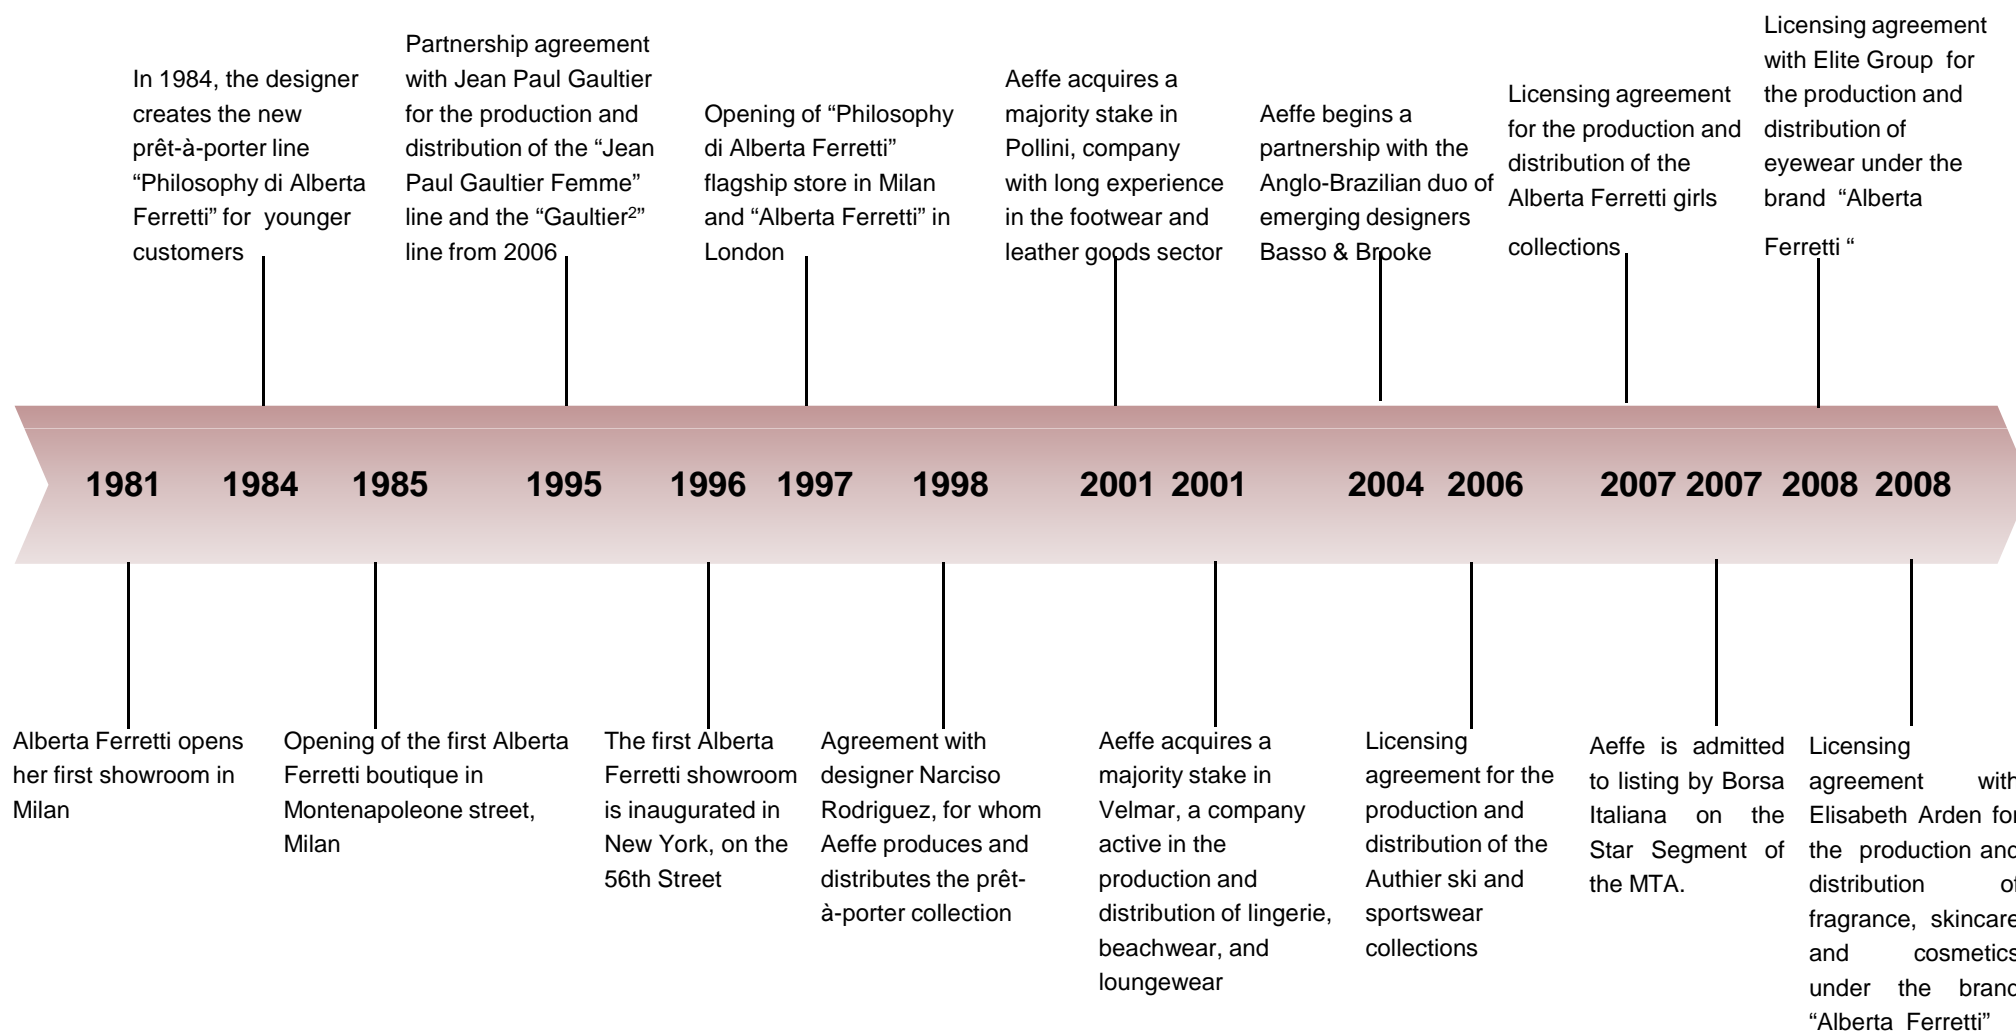 In 1984, the designer
creates the new
prêt-à-porter line
“Philosophy di Alberta
Ferretti” for younger
customers
Partnership agreement
with Jean Paul Gaultier
for the production and
distribution of the “Jean
Paul Gaultier Femme”
line and the “Gaultier²”
line from 2006
Opening of “Philosophy
di Alberta Ferretti”
flagship store in Milan
and “Alberta Ferretti” in
London
Aeffe acquires a
majority stake in
Pollini, company
with long experience
in the footwear and
leather goods sector
Aeffe begins a
partnership with the
Anglo-Brazilian duo of
emerging designers
Basso & Brooke
Licensing agreement
for the production and
distribution of the
Alberta Ferretti girls
collections
Licensing agreement
with Elite Group for
the production and
distribution of
eyewear under the
brand “Alberta
Ferretti “
1981 1984 1985 1995 1996 1997 1998 2001 2001 2004 2006 2007 2007 2008 2008
Alberta Ferretti opens
her first showroom in
Milan
Opening of the first Alberta
Ferretti boutique in
Montenapoleone street,
Milan
The first Alberta
Ferretti showroom
is inaugurated in
New York, on the
56th Street
Agreement with
designer Narciso
Rodriguez, for whom
Aeffe produces and
distributes the prêt-
à-porter collection
Aeffe acquires a
majority stake in
Velmar, a company
active in the
production and
distribution of lingerie,
beachwear, and
loungewear
Licensing
agreement for the
production and
distribution of the
Authier ski and
sportswear
collections
Aeffe is admitted
to listing by Borsa
Italiana on the
Star Segment of
the MTA.
Licensing
agreement with
Elisabeth Arden for
the production and
distribution of
fragrance, skincare
and cosmetics
under the brand
“Alberta Ferretti”